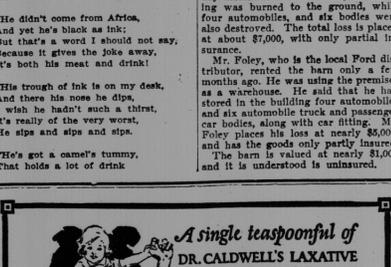 He didn't come from Africa,
And yet he's black as ink;
But that's a word I should not say,
Because it gives the joke away,
It's both his meat and drink!
His trough of ink is on my desk,
And there his nose he dips,
I wish he hadn't such a thirst,
It's really of the very worst,
He sips and sips and sips.
He's got a camel's tummy,
That holds a lot of drink
ing was burned to the ground, whi
four automobiles, and six bodies wer
also destroyed. The total loss is place
at about $7,000, with only partial in
surance.
Mr. Foley, who is the local Ford dis
tributor, rented the barn only a fe
months ago. He was using the premise
as a warehouse. He said that he ha
stored in the building four automobil
and six automobile truck and passeng
car bodies, along with car fitting. M
Foley places his loss at nearly $5,00
and has the goods only partly insure
The barn is valued at nearly $1,00
and it is understood is uninsured.
A single teaspoonful of
DR. CALDWELL'S LAXATIVE